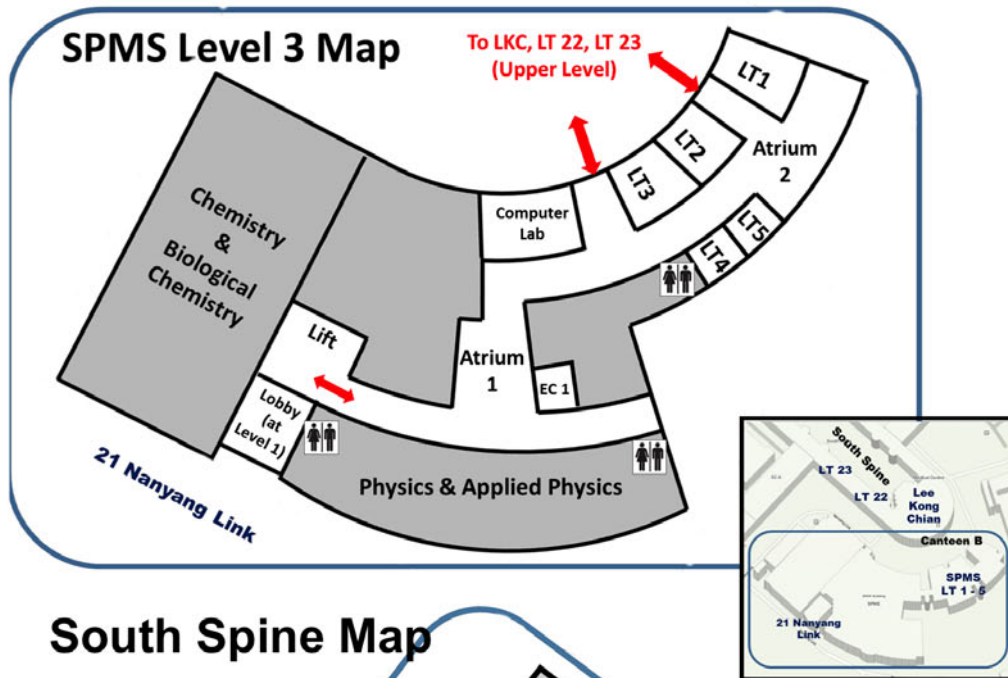 SPMS Level 3 Map
To LKC, LT 22, LT 23
(Upper Level)
LT1
LT2
LT3
Atrium
2
LT5
LT4
Computer
Lab
Chemistry
&
Biological
Chemistry
Lift
Atrium
1
EC 1
Lobby
(at
Level 1)
21 Nanyang Link
Physics & Applied Physics
South Spine
LT 23
LT 22
Lee
Kong
Chian
Canteen B
SPMS
LT 1 - 5
SPMS
21 Nanyang
Link
South Spine Map